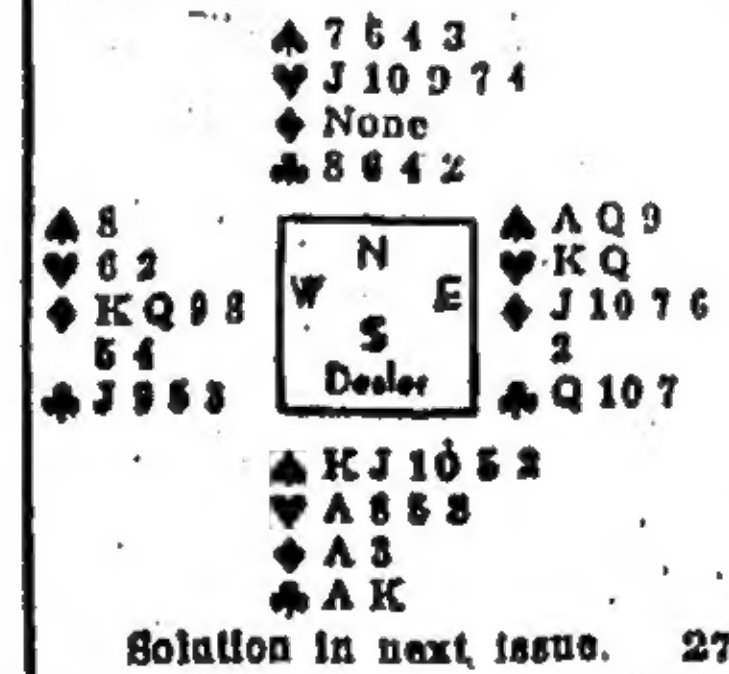 ♠ 7 6 4 3
♥ J 10 9 7 4
♦ None
♣ 8 6 4 2
♠ 8
♥ 6 2
♦ K Q 9 8
5 4
♣ J 9 5 3
N
W E
S
Dealer
♠ A Q 9
♥ K Q
♦ J 10 7 6
2
♣ Q 10 7
♠ K J 10 5 2
♥ A 8 5 3
♦ A 3
♣ A K
Solution in next issue. 27